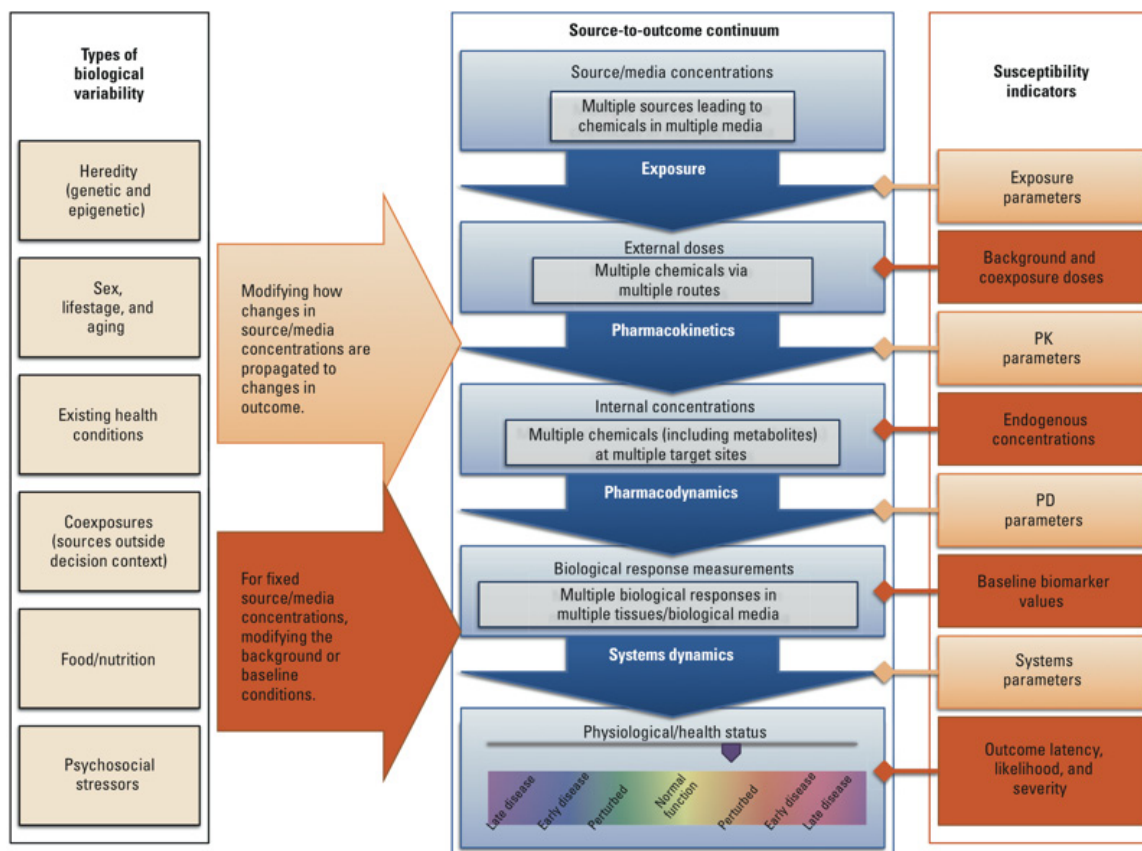 Types of
biological
variability
Heredity
(genetic and
epigenetic)
Sex,
lifestage, and
aging
Existing health
conditions
Coexposures
(sources outside
decision context)
Food/nutrition
Psychosocial
stressors
Modifying how
changes in
source/media
concentrations are
propagated to
changes in
outcome.
For fixed
source/media
concentrations,
modifying the
background or
baseline
conditions.
Source-to-outcome continuum
Source/media concentrations
Multiple sources leading to
chemicals in multiple media
Exposure
External doses
Multiple chemicals via
multiple routes
Pharmacokinetics
Internal concentrations
Multiple chemicals (including metabolites)
at multiple target sites
Pharmacodynamics
Biological response measurements
Multiple biological responses in
multiple tissues/biological media
Systems dynamics
Physiological/health status
Late disease
Early disease
Perturbed
Normal
function
Perturbed
Early disease
Late disease
Susceptibility
indicators
Exposure
parameters
Background and
coexposure doses
PK
parameters
Endogenous
concentrations
PD
parameters
Baseline biomarker
values
Systems
parameters
Outcome latency,
likelihood, and
severity